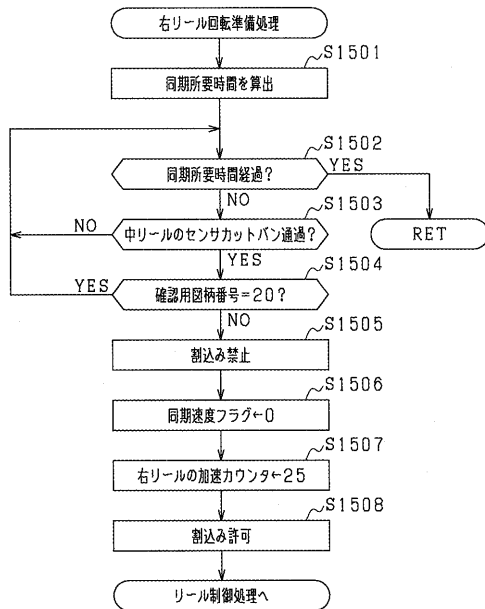 右リール回転準備処理
S1501
同期所要時間を算出
S1502
同期所要時間経過?
YES
NO
S1503
中リールのセンサカットバン通過?
NO
RET
YES
S1504
確認用図柄番号=20?
YES
NO
S1505
割込み禁止
S1506
同期速度フラグ←0
S1507
右リールの加速カウンタ←25
S1508
割込み許可
リール制御処理へ